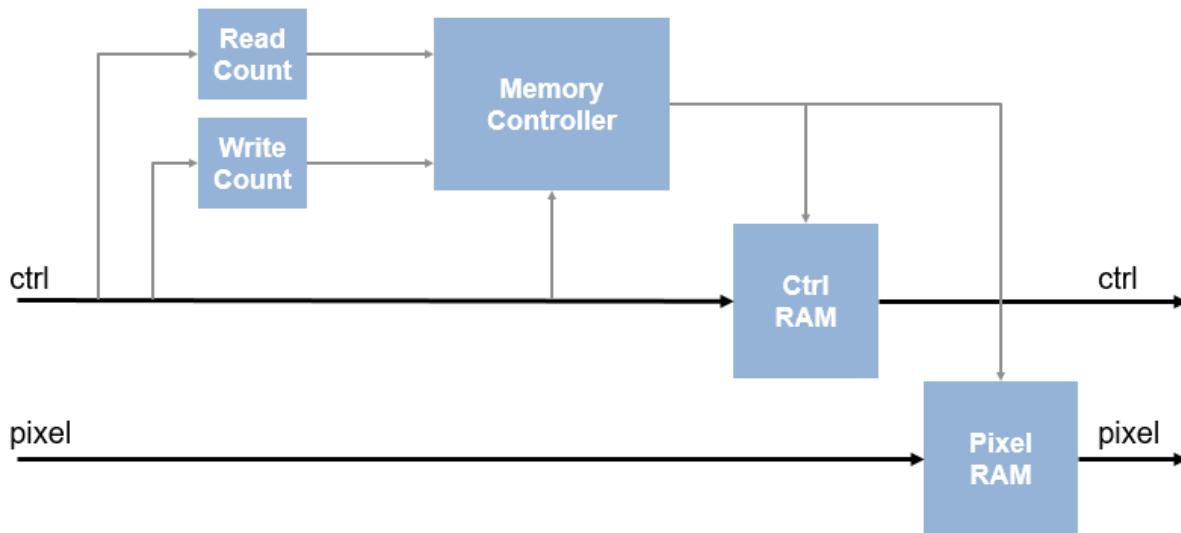 Read
Count
Memory
Controller
Write
Count
ctrl
Ctrl
RAM
ctrl
pixel
Pixel
RAM
pixel